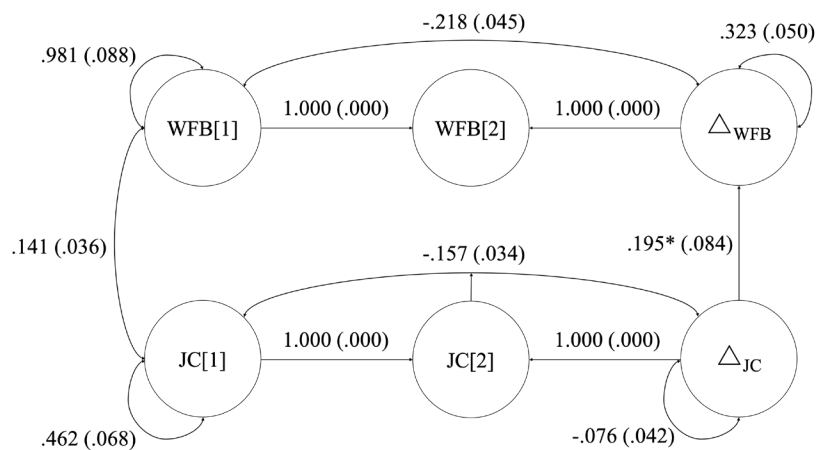 -.218 (.045)
.323 (.050)
.981 (.088)
1.000 (.000)
1.000 (.000)
WFB[1]
WFB[2]
△WFB
.141 (.036)
.195* (.084)
-.157 (.034)
1.000 (.000)
1.000 (.000)
JC[1]
JC[2]
△JC
.462 (.068)
-.076 (.042)